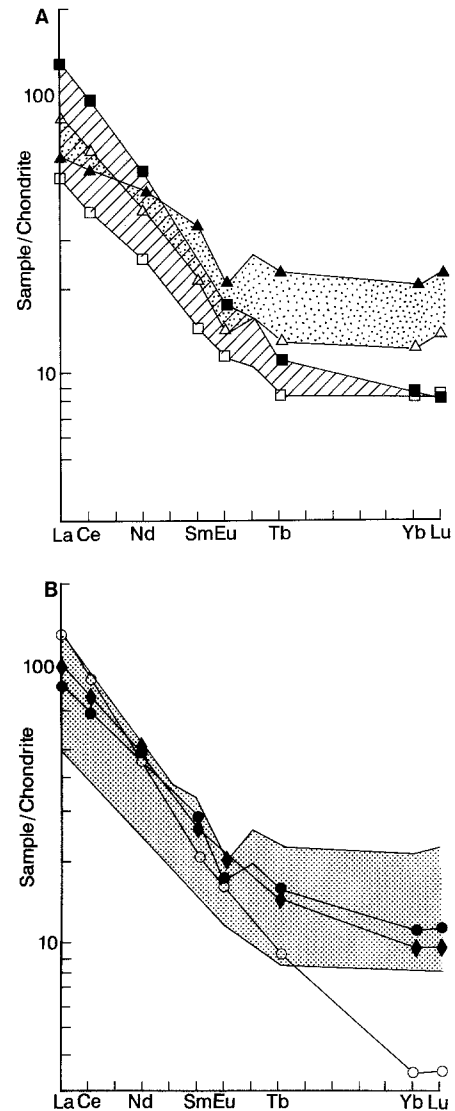 A
100
Sample/Chondrite
10
La Ce Nd Sm Eu Tb Yb Lu
B
100
Sample/Chondrite
10
La Ce Nd Sm Eu Tb Yb Lu